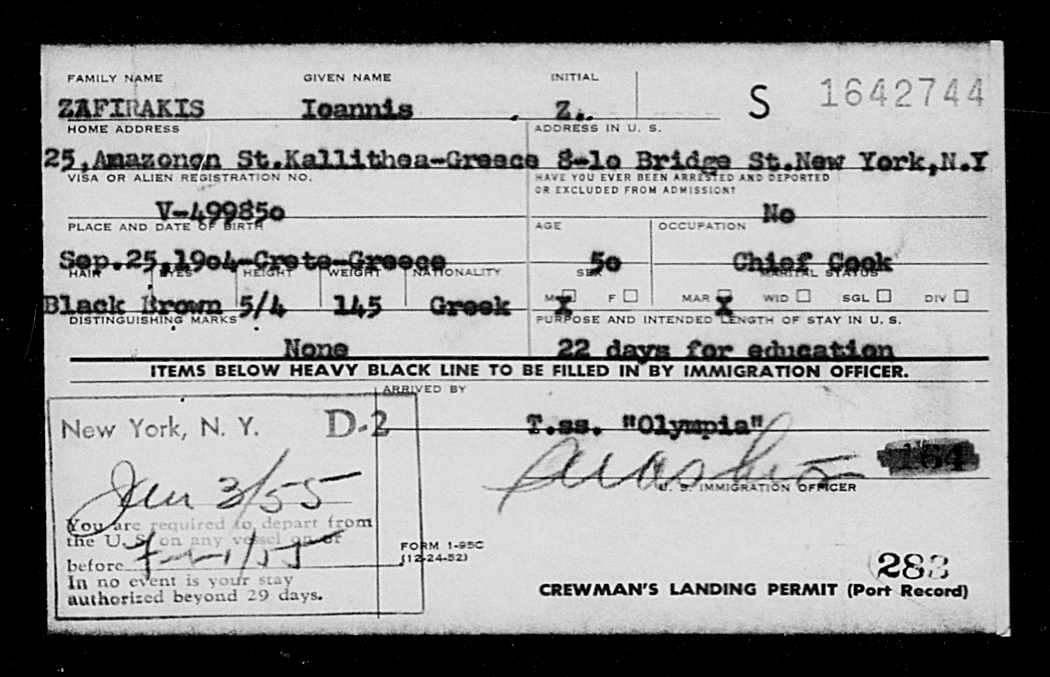 FAMILY NAME GIVEN NAME INITIAL
ZAFIRAKIS Ioannis . Z.. S 1642744
HOME ADDRESS ADDRESS IN U. S.
25,Amazonon St.Kallithea-Greece 8-1o Bridge St.New York,N.Y
VISA OR ALIEN REGISTRATION NO. HAVE YOU EVER BEEN ARRESTED AND DEPORTED
OR EXCLUDED FROM ADMISSION?
V-49985o No
PLACE AND DATE OF BIRTH AGE OCCUPATION
Sep.25,19o4-Crete-Greece 5o Chief Cook
HAIR EYES HEIGHT WEIGHT NATIONALITY SEX MARITAL STATUS
Black Brown 5/4 145 Greek M X F MAR X WID SGL DIV
DISTINGUISHING MARKS PURPOSE AND INTENDED LENGTH OF STAY IN U. S.
None 22 days for education
ITEMS BELOW HEAVY BLACK LINE TO BE FILLED IN BY IMMIGRATION OFFICER.
ARRIVED BY
New York, N. Y. D-2 T.ss. "Olympia"
164
Jan 3/55
U. S. IMMIGRATION OFFICER
You are required to depart from
the U.S. on any vessel on or
before
FORM I-95C
(12-24-52)
In no event is your stay
authorized beyond 29 days.
283
CREWMAN'S LANDING PERMIT (Port Record)